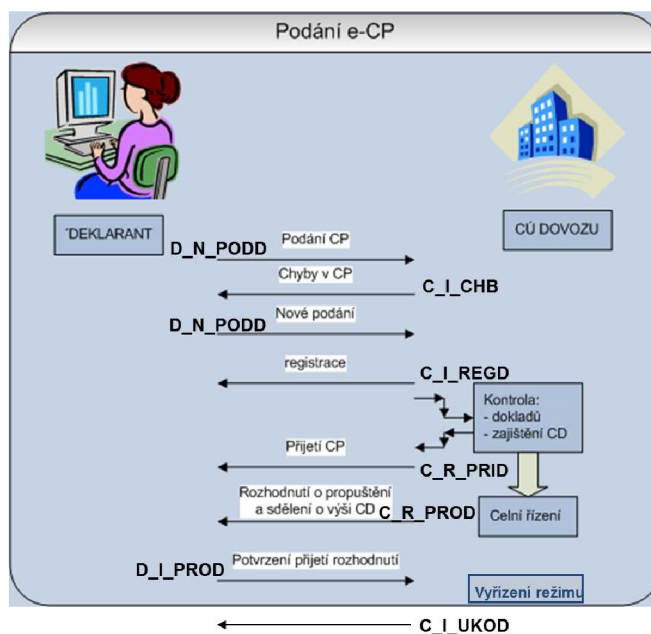 Podání e-CP
DEKLARANT
CÚ DOVOZU
D_N_PODD
Podání CP
Chyby v CP
C_I_CHB
D_N_PODD
Nové podání
registrace
C_I_REGD
Kontrola:
- dokladů
- zajištění CD
Přijetí CP
C_R_PRID
Rozhodnutí o propuštění
a sdělení o výši CD
C_R_PROD
Celní řízení
D_I_PROD
Potvrzení přijetí rozhodnutí
Vyřízeni režimu
C_I_UKOD